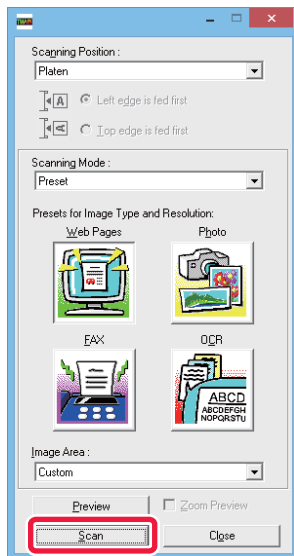 Scanning Position :
Platen
A Left edge is fed first
A Top edge is fed first
Scanning Mode :
Preset
Presets for Image Type and Resolution:
Web Pages Photo
FAX OCR
ABCD
ABCDEFGH
NOPQRSTU
Image Area :
Custom
Preview Zoom Preview
Scan Close